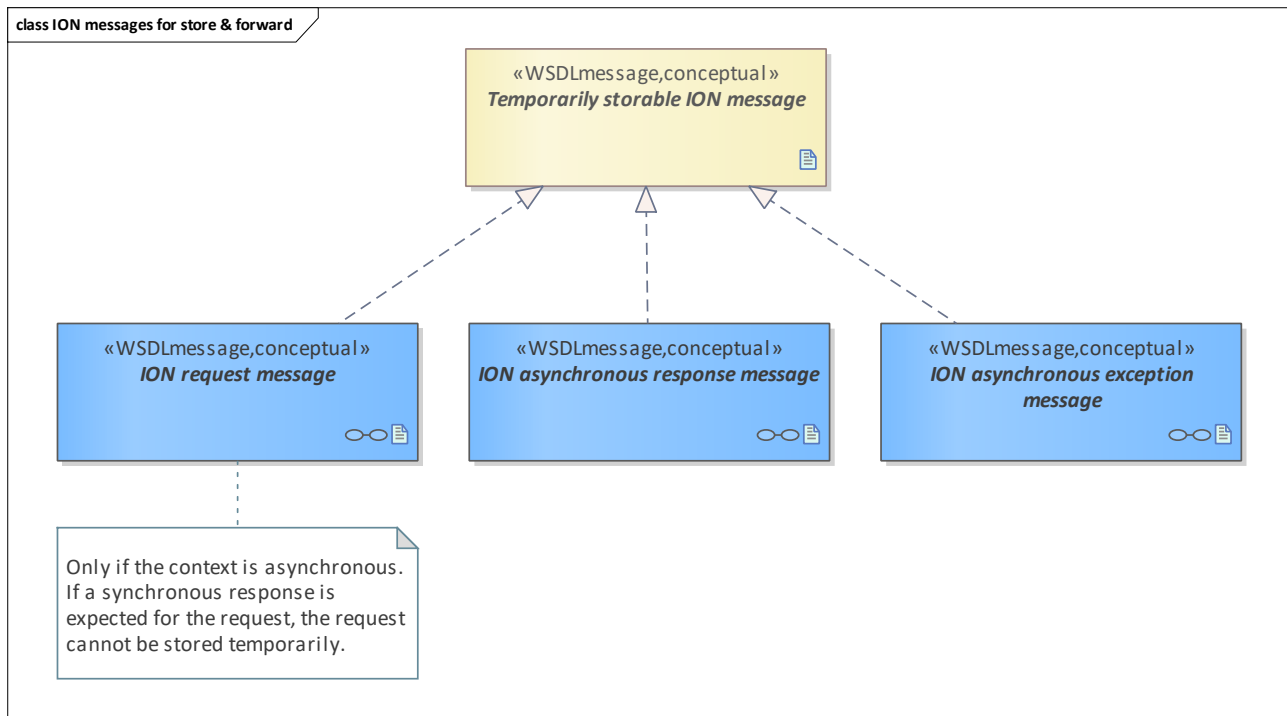 class ION messages for store & forward
«WSDLmessage,conceptual»
Temporarily storable ION message
«WSDLmessage,conceptual»
ION request message
«WSDLmessage,conceptual»
ION asynchronous response message
«WSDLmessage,conceptual»
ION asynchronous exception
message
Only if the context is asynchronous.
If a synchronous response is
expected for the request, the request
cannot be stored temporarily.